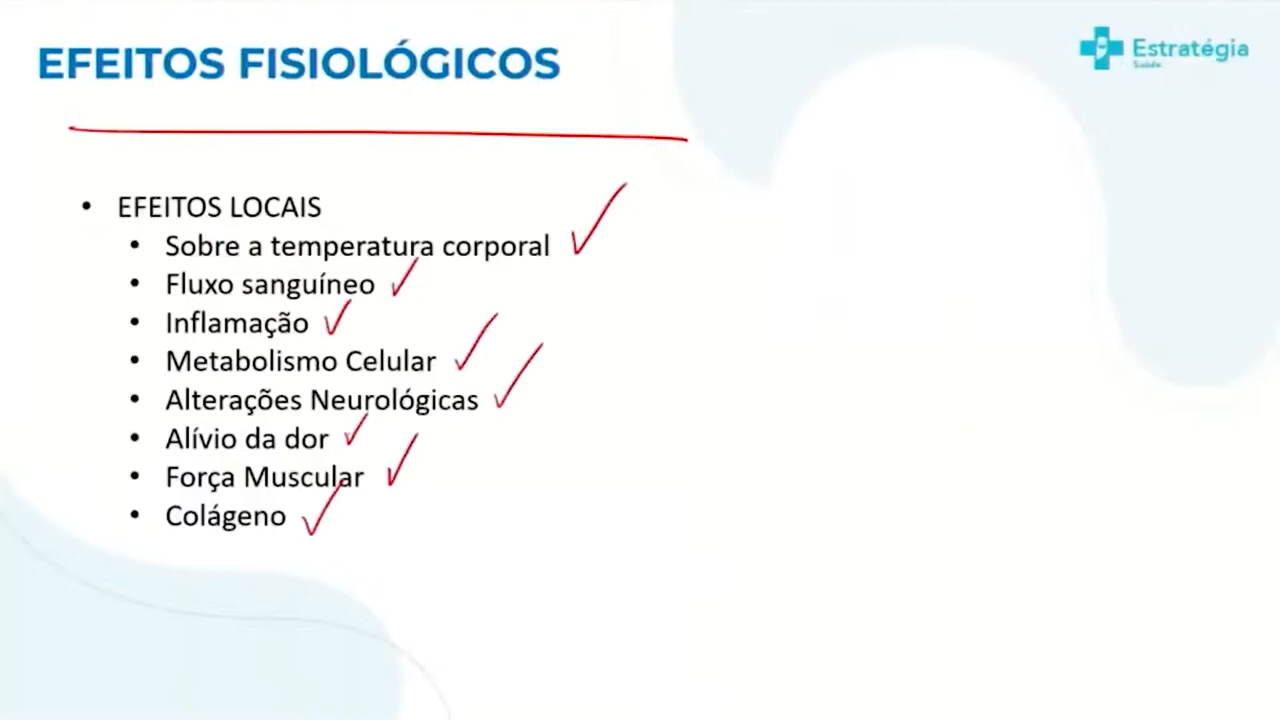 EFEITOS FISIOLÓGICOS
Estratégia
Saúde
• EFEITOS LOCAIS
• Sobre a temperatura corporal
• Fluxo sanguíneo
• Inflamação
• Metabolismo Celular
• Alterações Neurológicas
• Alívio da dor
• Força Muscular
• Colágeno